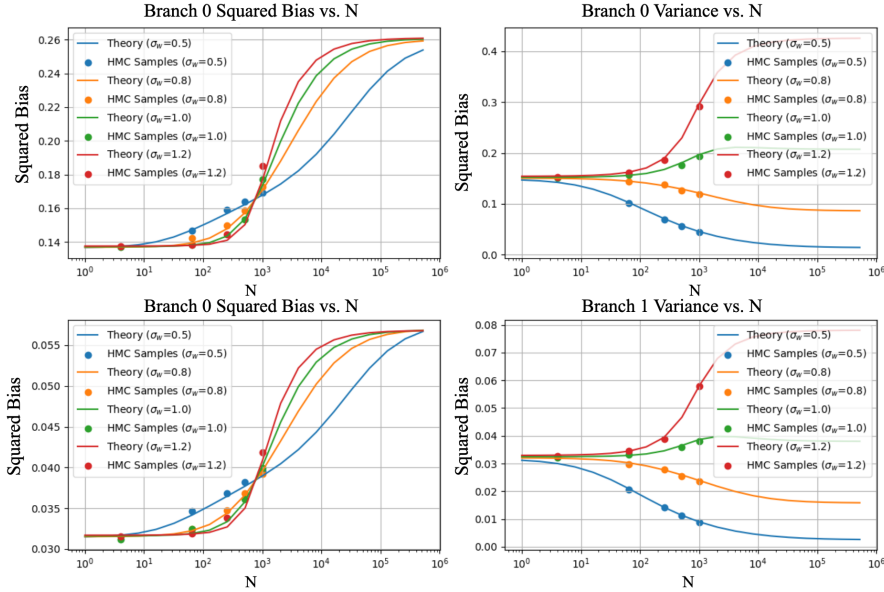 Branch 0 Squared Bias vs. N
Squared Bias
0.26
0.24
0.22
0.20
0.18
0.16
0.14
Theory (σw=0.5)
HMC Samples (σw=0.5)
Theory (σw=0.8)
HMC Samples (σw=0.8)
Theory (σw=1.0)
HMC Samples (σw=1.0)
Theory (σw=1.2)
HMC Samples (σw=1.2)
10⁰ 10¹ 10² 10³ 10⁴ 10⁵ 10⁶
N
Branch 0 Variance vs. N
Squared Bias
0.4
0.3
0.2
0.1
0.0
Theory (σw=0.5)
HMC Samples (σw=0.5)
Theory (σw=0.8)
HMC Samples (σw=0.8)
Theory (σw=1.0)
HMC Samples (σw=1.0)
Theory (σw=1.2)
HMC Samples (σw=1.2)
10⁰ 10¹ 10² 10³ 10⁴ 10⁵ 10⁶
N
Branch 0 Squared Bias vs. N
Squared Bias
0.055
0.050
0.045
0.040
0.035
0.030
Theory (σw=0.5)
HMC Samples (σw=0.5)
Theory (σw=0.8)
HMC Samples (σw=0.8)
Theory (σw=1.0)
HMC Samples (σw=1.0)
Theory (σw=1.2)
HMC Samples (σw=1.2)
10⁰ 10¹ 10² 10³ 10⁴ 10⁵ 10⁶
N
Branch 1 Variance vs. N
Squared Bias
0.08
0.07
0.06
0.05
0.04
0.03
0.02
0.01
0.00
Theory (σw=0.5)
HMC Samples (σw=0.5)
Theory (σw=0.8)
HMC Samples (σw=0.8)
Theory (σw=1.0)
HMC Samples (σw=1.0)
Theory (σw=1.2)
HMC Samples (σw=1.2)
10⁰ 10¹ 10² 10³ 10⁴ 10⁵ 10⁶
N